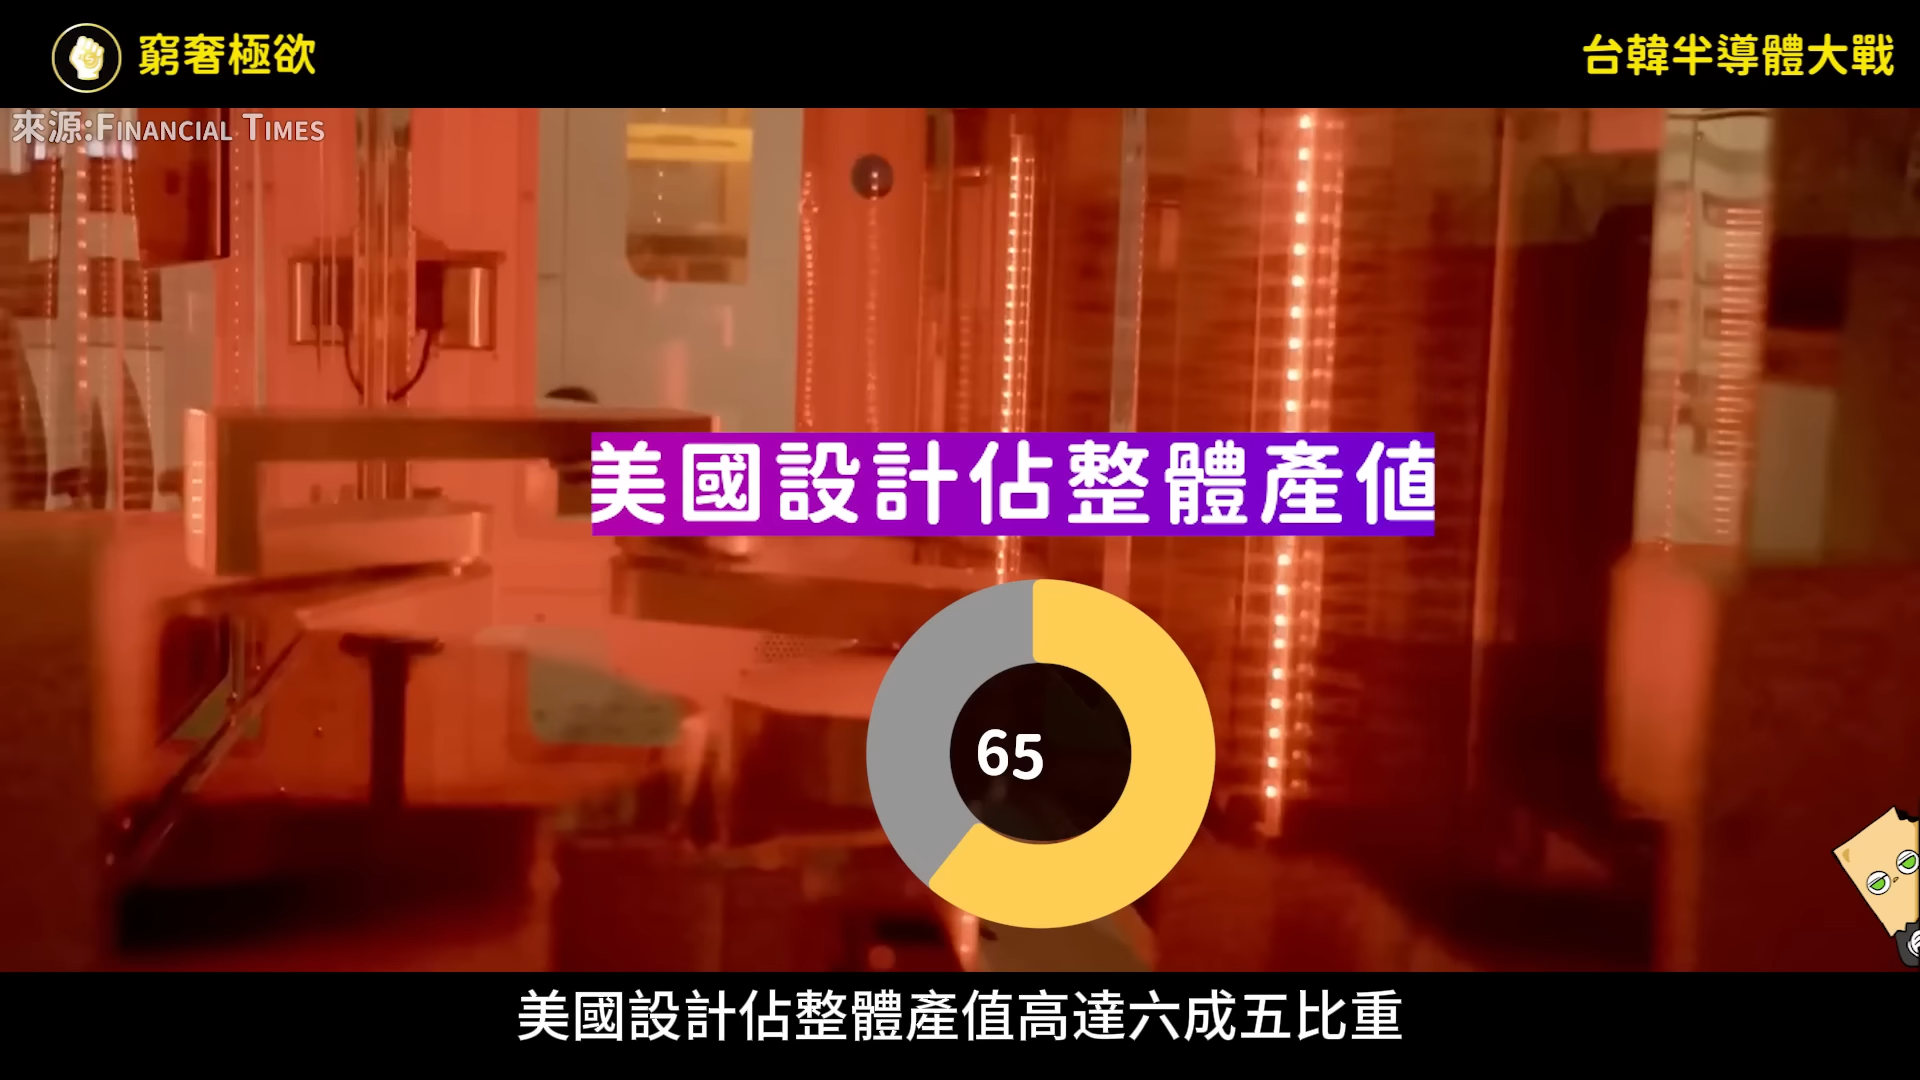 窮奢極欲
台韓半導體大戰
來源:Financial Times
美國設計佔整體產值
65
美國設計佔整體產值高達六成五比重